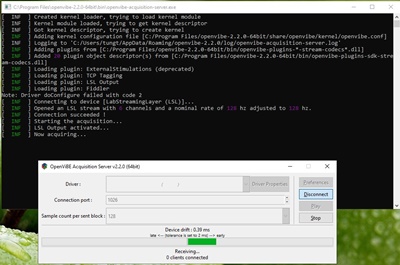 C:\Program Files\openvibe-2.2.0-64bit\bin\openvibe-acquisition-server.exe
[ INF ] Created kernel loader, trying to load kernel module
[ INF ] Kernel module loaded, trying to get kernel descriptor
[ INF ] Got kernel descriptor, trying to create kernel
[ INF ] Adding kernel configuration file [C:/Program Files/openvibe-2.2.0-64bit/share/openvibe/kernel/openvibe.conf]
[ INF ] Logging to 'C:/Users/tungt/AppData/Roaming/openvibe-2.2.0/log/openvibe-acquisition-server.log'
[ INF ] Adding plugins from [C:/Program Files/openvibe-2.2.0-64bit/bin/openvibe-plugins-*-stream-codecs*.dll]
[ INF ] Added plugin object descriptor(s) from [C:/Program Files/openvibe-2.2.0-64bit/bin/openvibe-plugins-sdk-stre
am-codecs.dll]
[ INF ] Loading plugin: ExternalStimulations (deprecated)
[ INF ] Loading plugin: TCP Tagging
[ INF ] Loading plugin: LSL Output
[ INF ] Loading plugin: Fiddler
Note: Driver doConfigure failed with code 2
[ INF ] Connecting to device [LabStreamingLayer (LSL)]...
[ INF ] Opened an LSL stream with channels and a nominal rate of hz adjusted to 128 hz.
[ INF ] Connection succeeded !
[ INF ] Starting the acquisition...
[ INF ] LSL Output activated...
[ INF ] Now acquiring...
OpenViBE Acquisition Server v2.2.0 (64bit)
Driver : Driver Properties Preferences
Disconnect
Connection port : 1026
Play
Sample count per sent block : 128 Stop
Device drift : 0.39 ms
late <-- (tolerance is set to 2 ms) --> early
Receiving...
0 clients connected